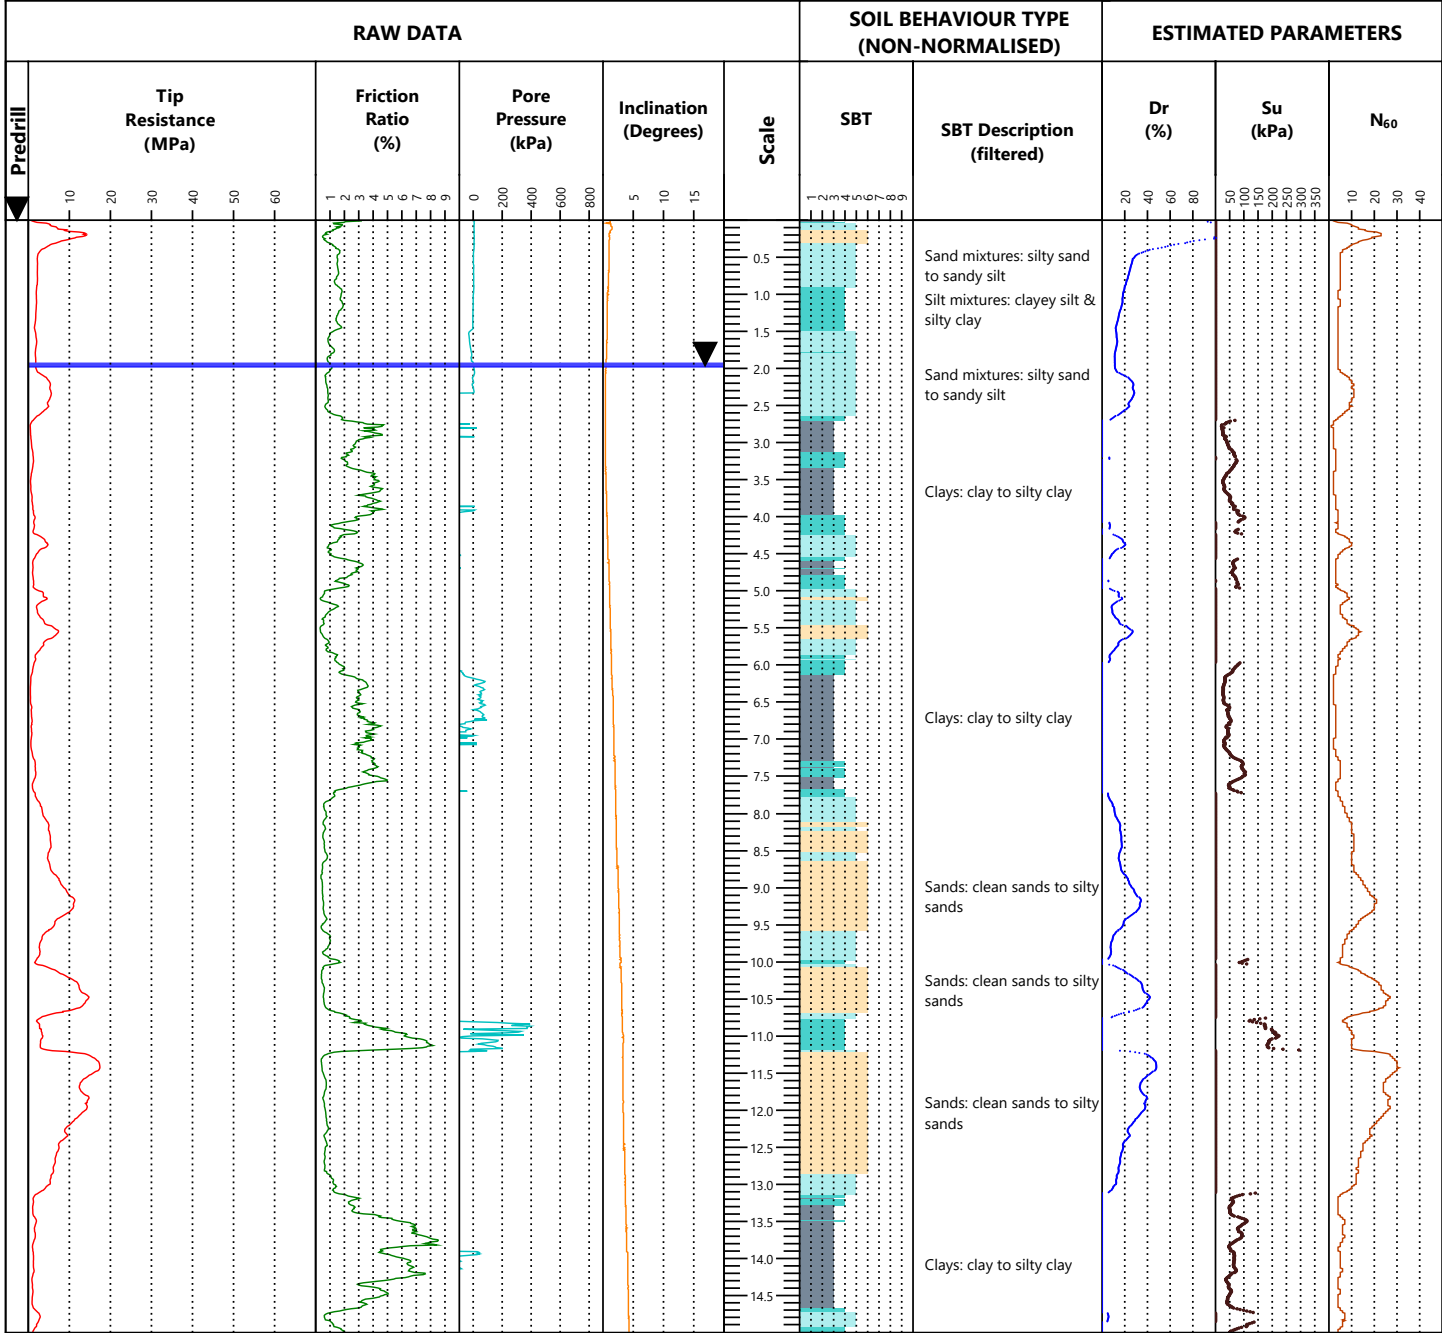 RAW DATA
SOIL BEHAVIOUR TYPE
(NON-NORMALISED)
ESTIMATED PARAMETERS
Predrill
Tip
Resistance
(MPa)
Friction
Ratio
(%)
Pore
Pressure
(kPa)
Inclination
(Degrees)
Scale
SBT
SBT Description
(filtered)
Dr
(%)
Su
(kPa)
N60
10 20 30 40 50 60
1 2 3 4 5 6 7 8 9
0 200 400 600 800
5 15
1 2 3 4 5 6 7 8 9
20 40 60 80
50 100 150 200 250 300 350
10 20 30 40
0.5
Sand mixtures: silty sand
to sandy silt
1.0
Silt mixtures: clayey silt &
silty clay
1.5
2.0
Sand mixtures: silty sand
to sandy silt
2.5
3.0
3.5
Clays: clay to silty clay
4.0
4.5
5.0
5.5
6.0
6.5
Clays: clay to silty clay
7.0
7.5
8.0
8.5
9.0
Sands: clean sands to silty
sands
9.5
10.0
Sands: clean sands to silty
sands
10.5
11.0
11.5
12.0
Sands: clean sands to silty
sands
12.5
13.0
13.5
14.0
Clays: clay to silty clay
14.5